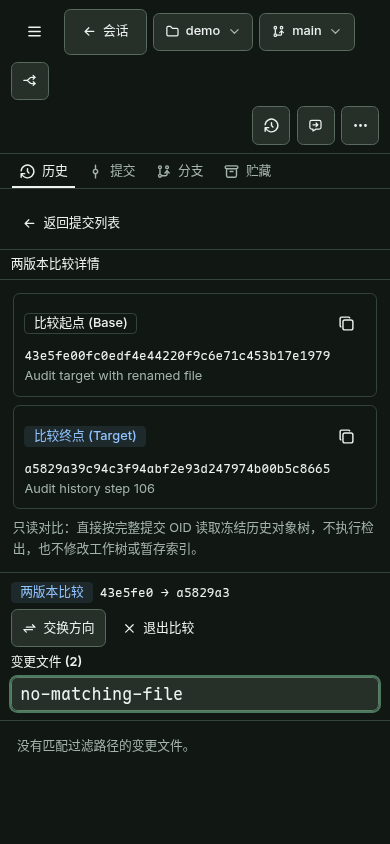 会话
demo
main
历史
提交
分支
贮藏
返回提交列表
两版本比较详情
比较起点 (Base)
43e5fe00fc0edf4e44220f9c6e71c453b17e1979
Audit target with renamed file
比较终点 (Target)
a5829a39c94c3f94abf2e93d247974b00b5c8665
Audit history step 106
只读对比：直接按完整提交 OID 读取冻结历史对象树，不执行检
出，也不修改工作树或暂存索引。
两版本比较 43e5fe0 → a5829a3
交换方向
退出比较
变更文件 (2)
no-matching-file
没有匹配过滤路径的变更文件。